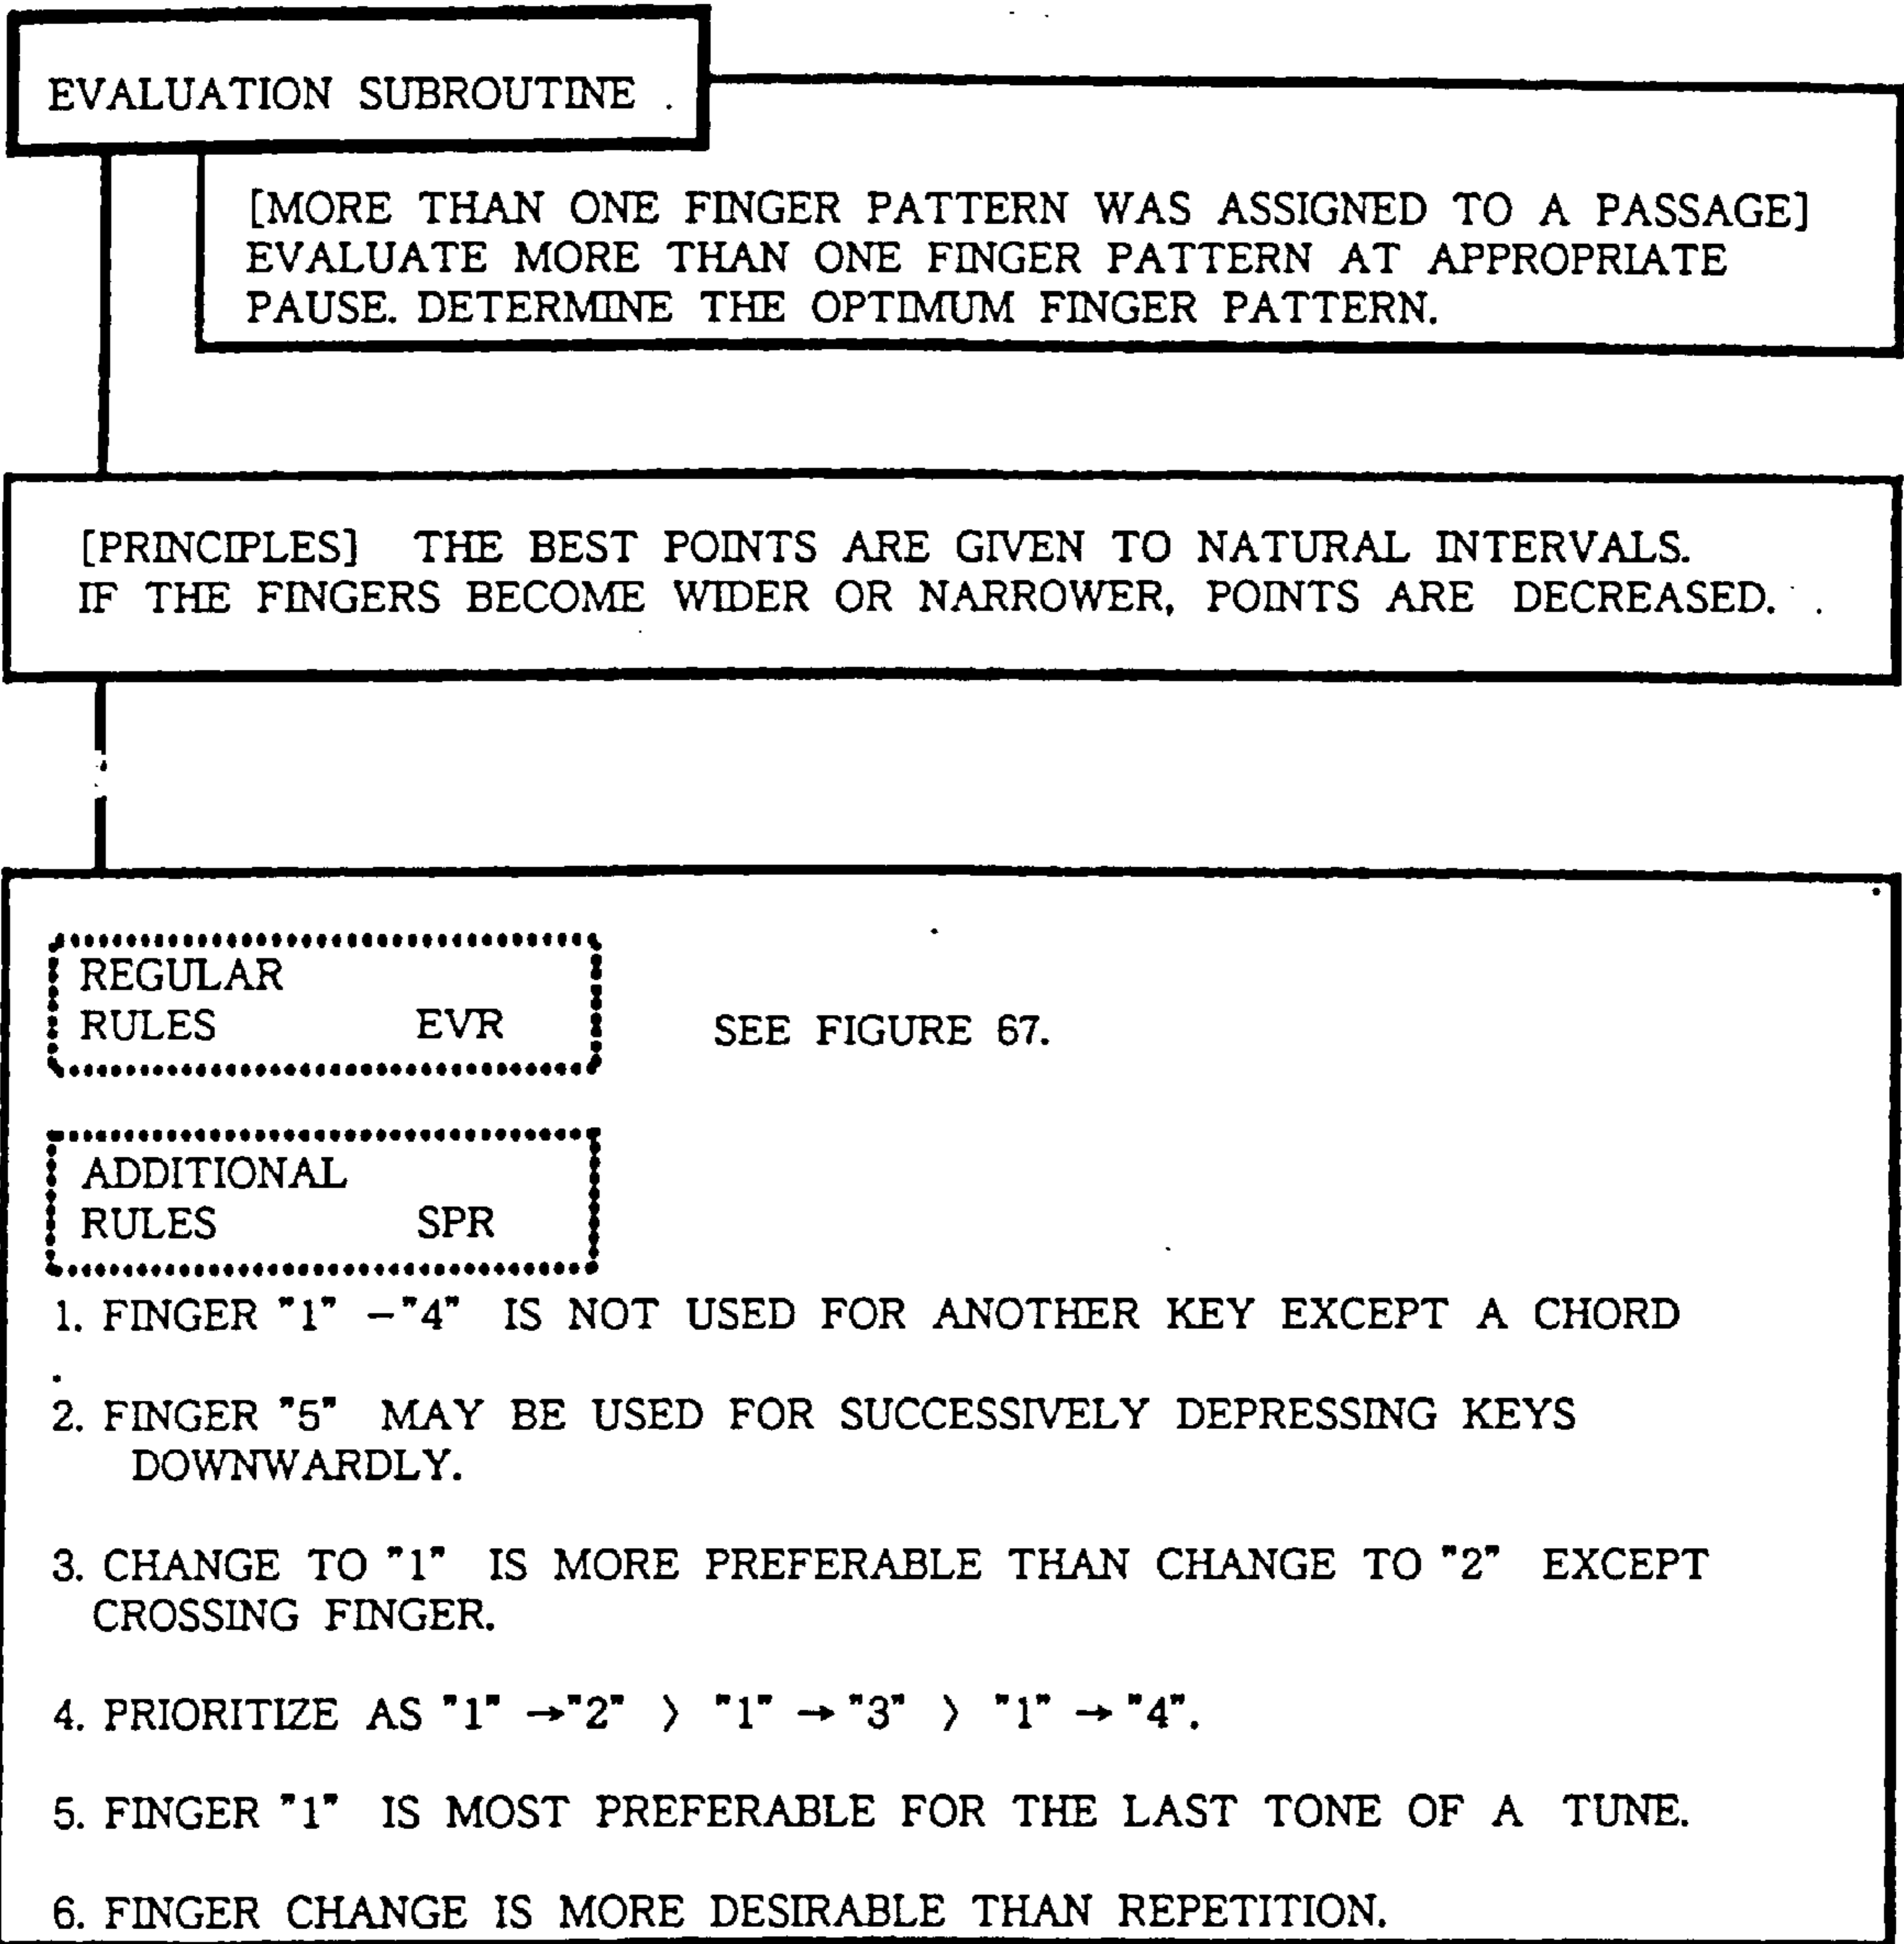 EVALUATION SUBROUTINE
[MORE THAN ONE FINGER PATTERN WAS ASSIGNED TO A PASSAGE]
EVALUATE MORE THAN ONE FINGER PATTERN AT APPROPRIATE
PAUSE. DETERMINE THE OPTIMUM FINGER PATTERN.
[PRINCIPLES] THE BEST POINTS ARE GIVEN TO NATURAL INTERVALS.
IF THE FINGERS BECOME WIDER OR NARROWER, POINTS ARE DECREASED.
REGULAR
RULES EVR
SEE FIGURE 67.
ADDITIONAL
RULES SPR
1. FINGER "1" -"4" IS NOT USED FOR ANOTHER KEY EXCEPT A CHORD
2. FINGER "5" MAY BE USED FOR SUCCESSIVELY DEPRESSING KEYS
DOWNWARDLY.
3. CHANGE TO "1" IS MORE PREFERABLE THAN CHANGE TO "2" EXCEPT
CROSSING FINGER.
4. PRIORITIZE AS "1" →"2" 〉 "1" → "3" 〉 "1" → "4".
5. FINGER "1" IS MOST PREFERABLE FOR THE LAST TONE OF A TUNE.
6. FINGER CHANGE IS MORE DESIRABLE THAN REPETITION.